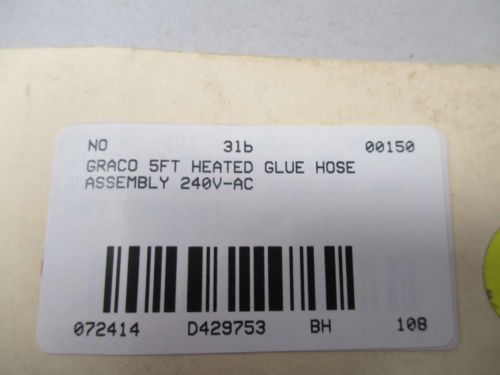 NO 31b 00150
GRACO 5FT HEATED GLUE HOSE
ASSEMBLY 240V-AC
072414 D429753 BH 108